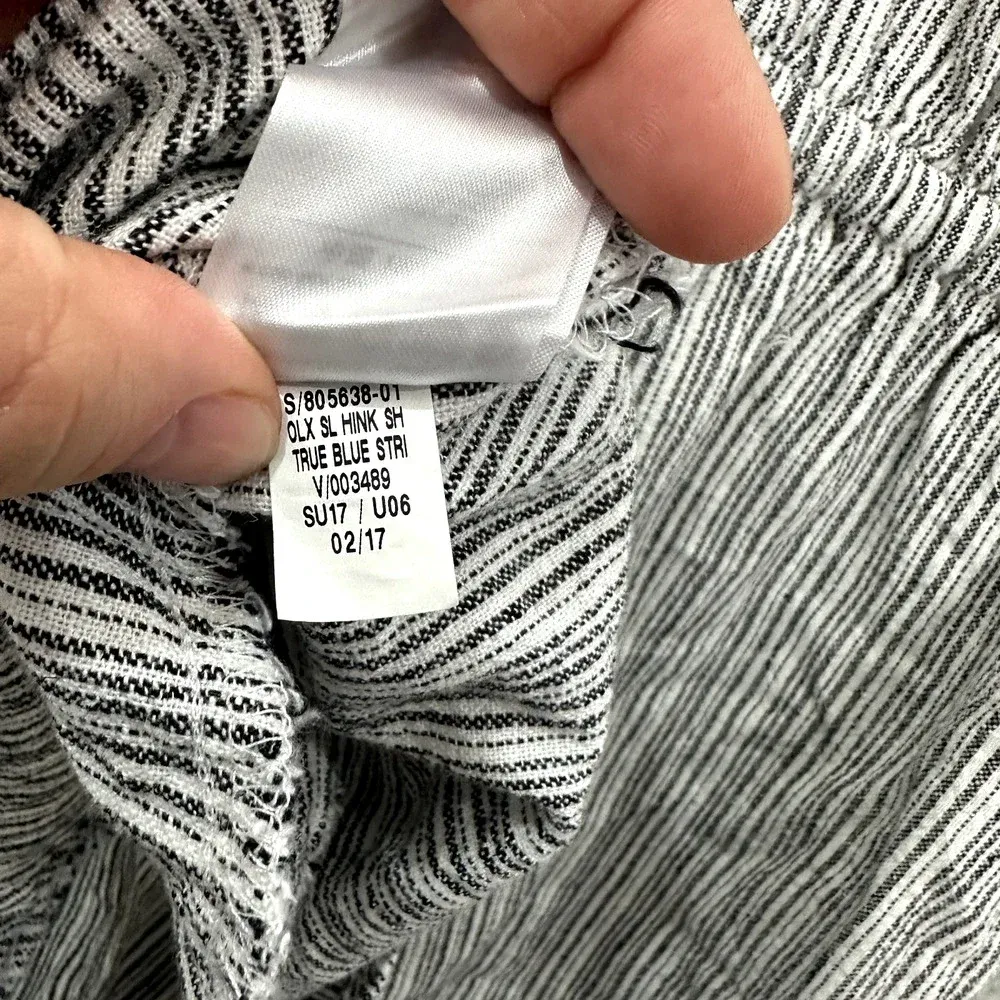 S/805638-01
OLX SL HINK SH
TRUE BLUE STRI
V/003489
SU17 / U06
02/17